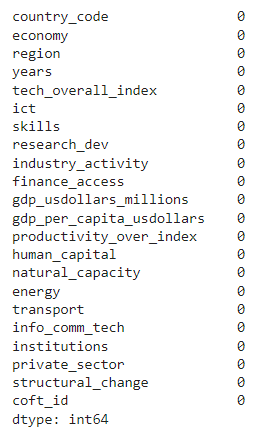 country_code 0
economy 0
region 0
years 0
tech_overall_index 0
ict 0
skills 0
research_dev 0
industry_activity 0
finance_access 0
gdp_usdollars_millions 0
gdp_per_capita_usdollars 0
productivity_over_index 0
human_capital 0
natural_capacity 0
energy 0
transport 0
info_comm_tech 0
institutions 0
private_sector 0
structural_change 0
coft_id 0
dtype: int64